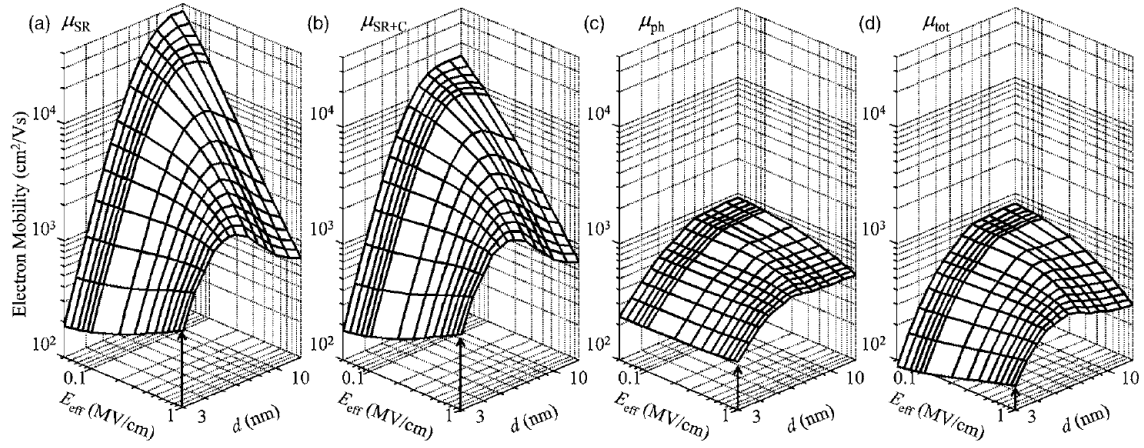 (a) μSR
(b) μSR+C
(c) μph
(d) μtot
Electron Mobility (cm²/Vs)
10⁴
10³
10²
10⁴
10³
10²
10⁴
10³
10²
10⁴
10³
10²
0.1
1 3
10
0.1
1 3
10
0.1
1 3
10
0.1
1 3
10
Eeff (MV/cm)
d (nm)
Eeff (MV/cm)
d (nm)
Eeff (MV/cm)
d (nm)
Eeff (MV/cm)
d (nm)